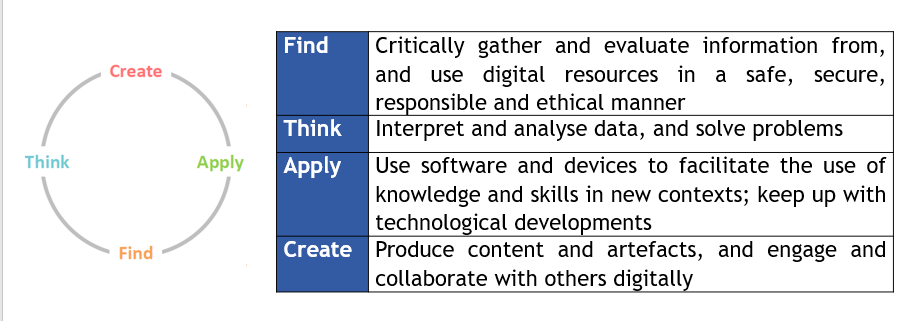 Create
Think
Apply
Find
Find
Critically gather and evaluate information from,
and use digital resources in a safe, secure,
responsible and ethical manner
Think
Interpret and analyse data, and solve problems
Apply
Use software and devices to facilitate the use of
knowledge and skills in new contexts; keep up with
technological developments
Create
Produce content and artefacts, and engage and
collaborate with others digitally